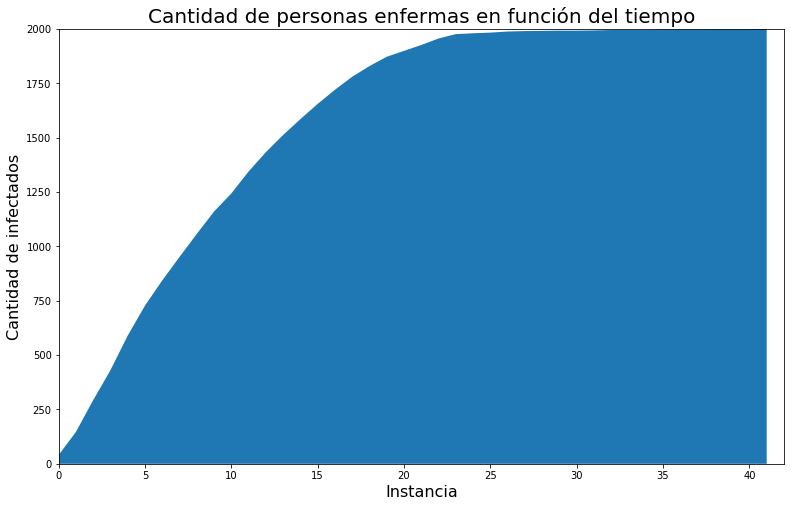 Cantidad de personas enfermas en función del tiempo
Cantidad de infectados
2000
1750
1500
1250
1000
750
500
250
0
0 5 10 15 20 25 30 35 40
Instancia